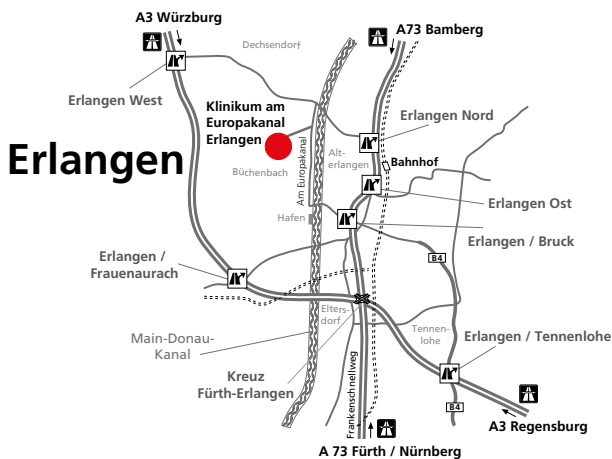 A3 Würzburg
A73 Bamberg
Dechsendorf
Erlangen West
Klinikum am
Europakanal
Erlangen
Erlangen Nord
Erlangen
Am Europakanal
Alt-
erlangen
Bahnhof
Büchenbach
Erlangen Ost
Hafen
Erlangen / Bruck
Erlangen /
Frauenaurach
B4
Elters-
dorf
Main-Donau-
Kanal
Tennen-
lohe
Erlangen / Tennenlohe
Kreuz
Fürth-Erlangen
Frankenschnellweg
B4
A3 Regensburg
A 73 Fürth / Nürnberg